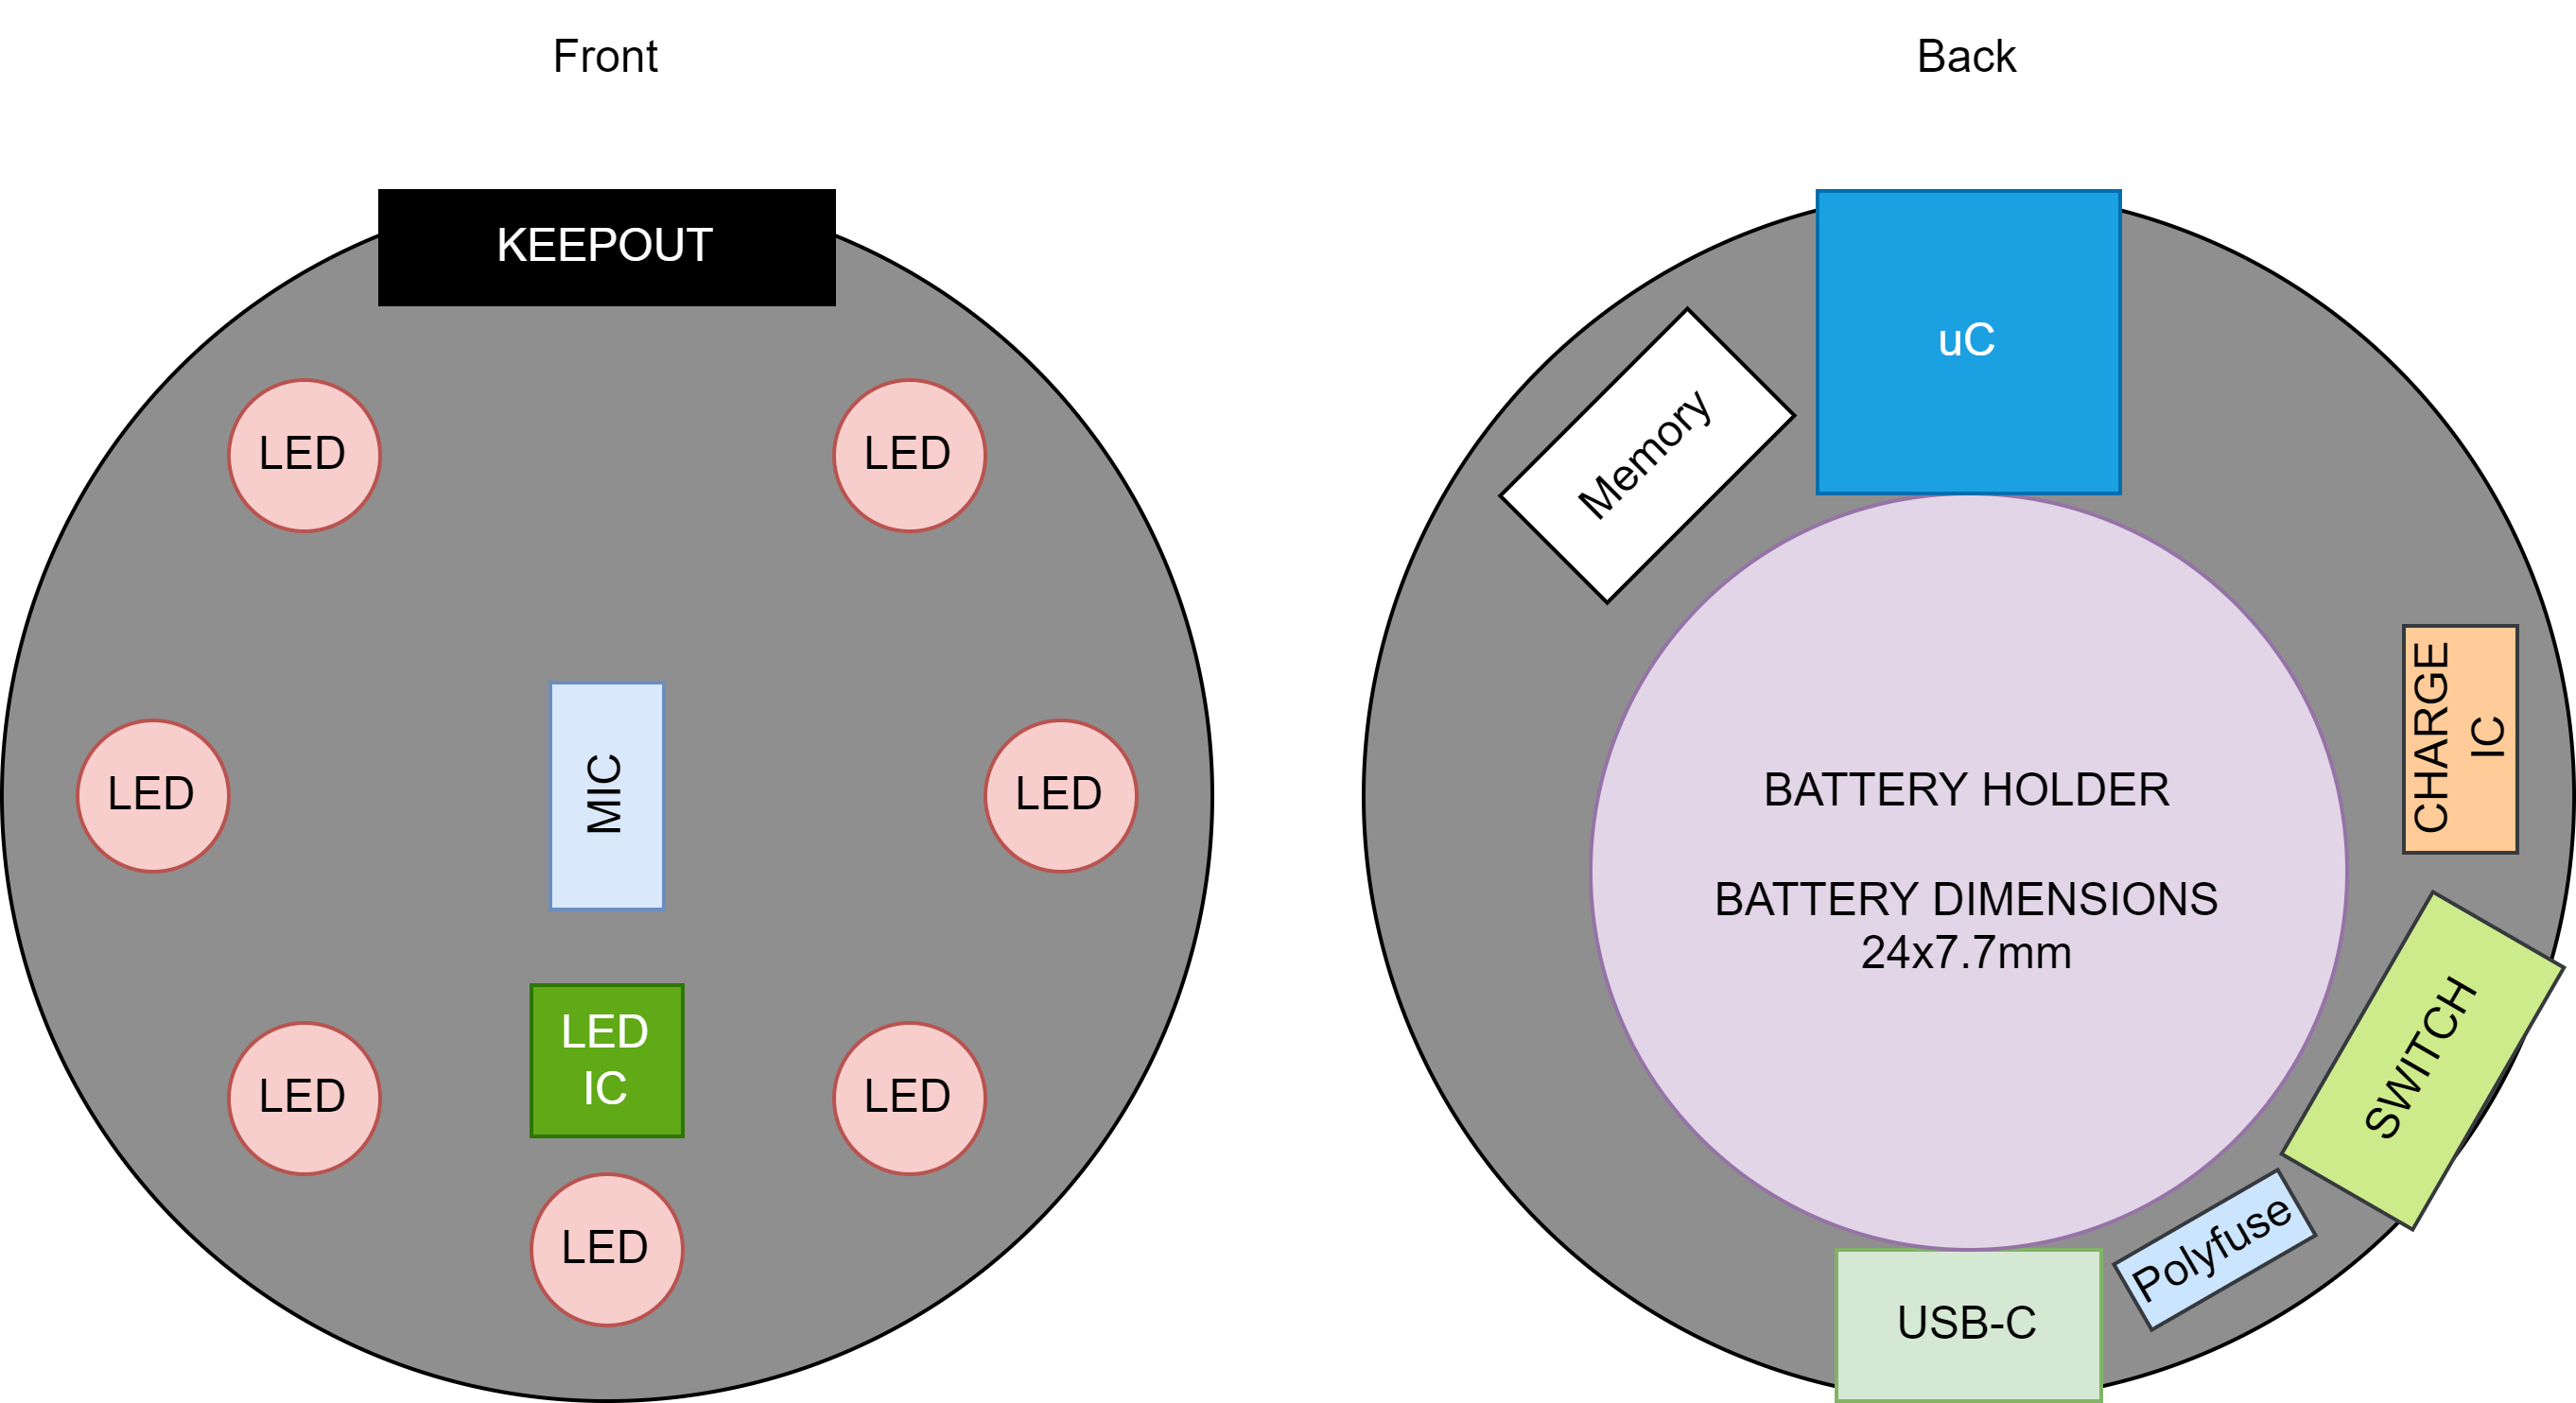 Front
KEEPOUT
LED
LED
LED
MIC
LED
LED
IC
LED
LED
LED
Back
uC
Memory
CHARGE
IC
BATTERY HOLDER
BATTERY DIMENSIONS
24x7.7mm
SWITCH
Polyfuse
USB-C